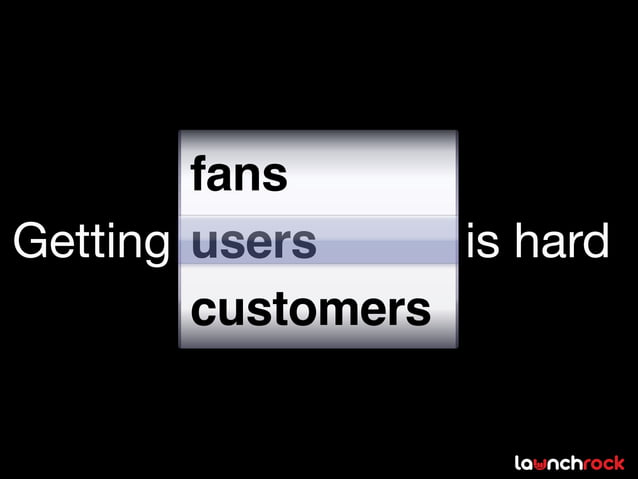 fans
Getting users is hard
customers
launchrock